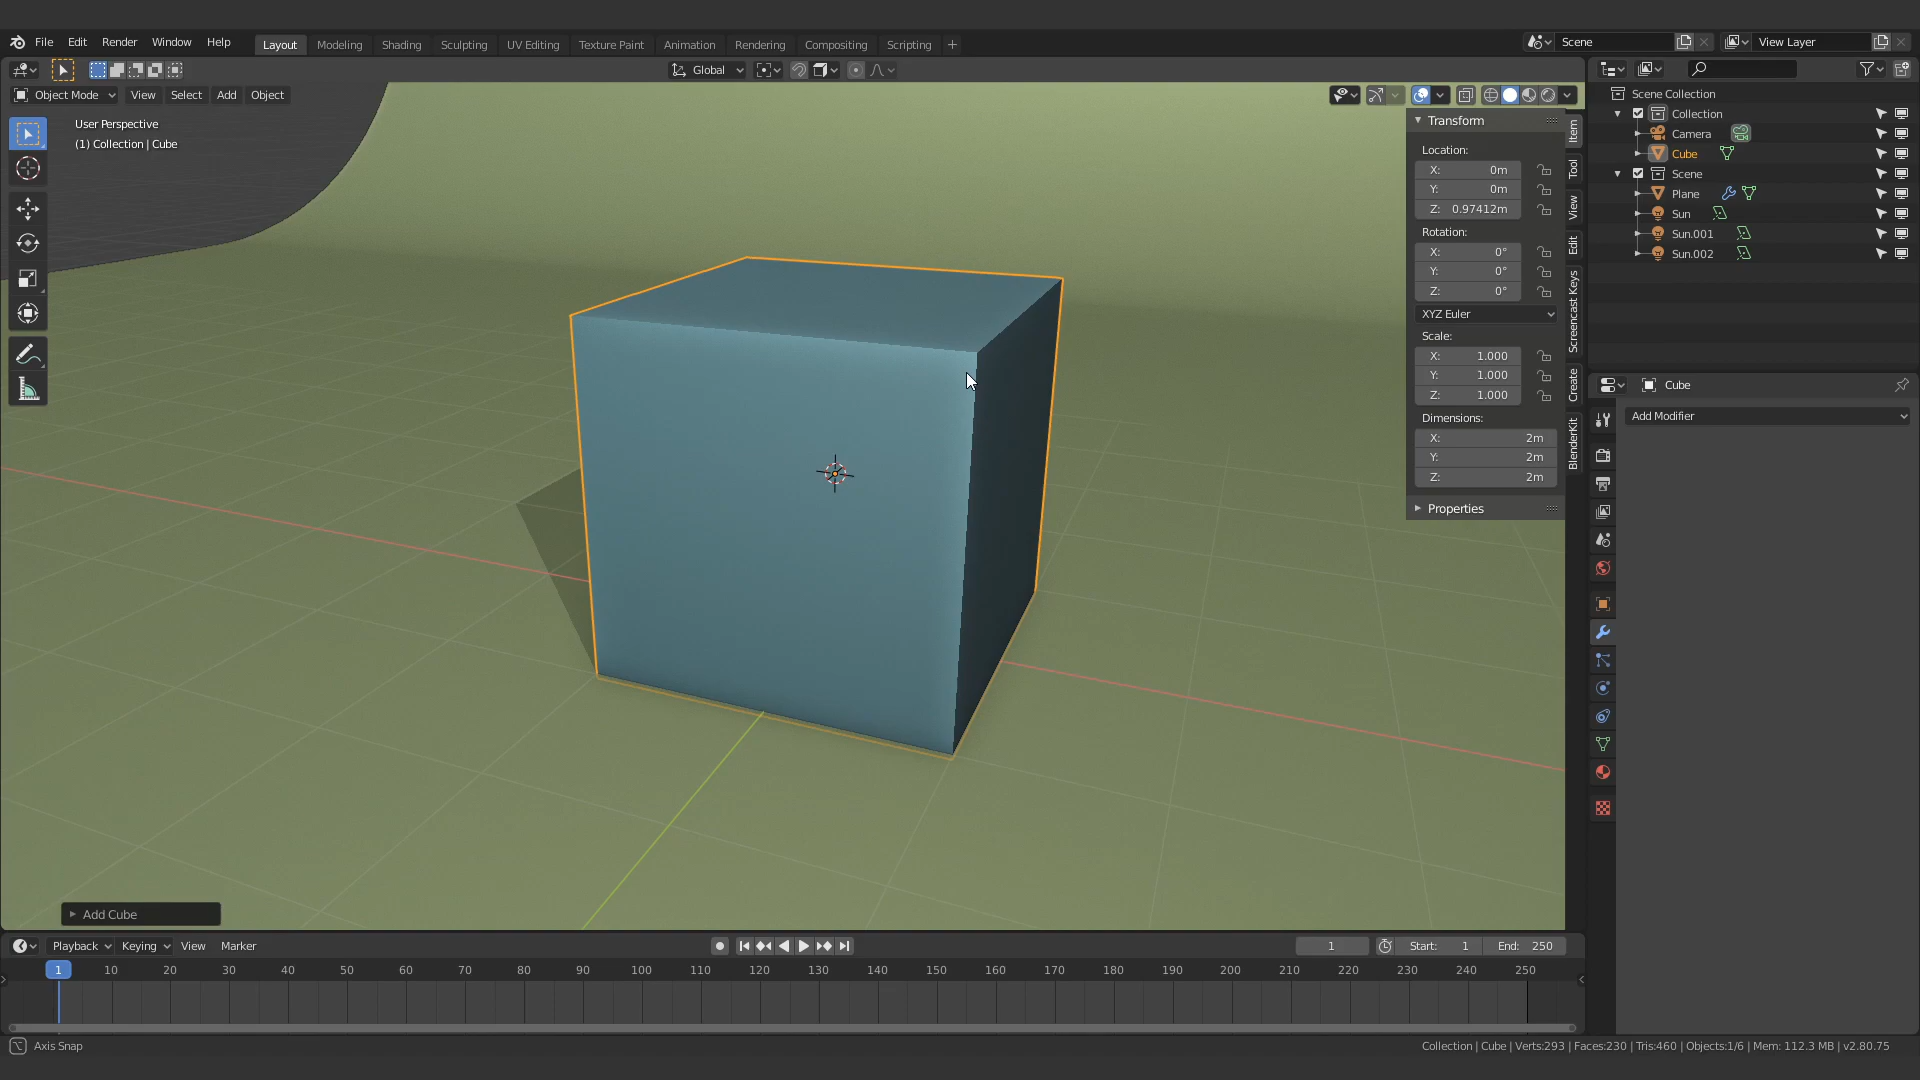 File Edit Render Window Help Layout Modeling Shading Sculpting UV Editing Texture Paint Animation Rendering Compositing Scripting + Scene View Layer
Global
Object Mode View Select Add Object
User Perspective
(1) Collection | Cube
Transform
Location:
X: 0m
Y: 0m
Z: 0.97412m
Rotation:
X: 0°
Y: 0°
Z: 0°
XYZ Euler
Scale:
X: 1.000
Y: 1.000
Z: 1.000
Dimensions:
X: 2m
Y: 2m
Z: 2m
Properties
Item
Tool
View
Edit
Screencast Keys
Create
BlenderKit
Scene Collection
Collection
Camera
Cube
Scene
Plane
Sun
Sun.001
Sun.002
Cube
Add Modifier
Add Cube
Playback Keying View Marker 1 Start: 1 End: 250
1 10 20 30 40 50 60 70 80 90 100 110 120 130 140 150 160 170 180 190 200 210 220 230 240 250
Axis Snap
Collection | Cube | Verts:293 | Faces:230 | Tris:460 | Objects:1/6 | Mem: 112.3 MB | v2.80.75